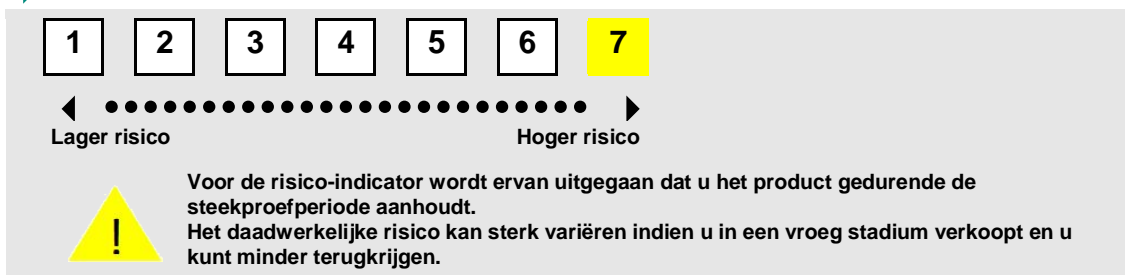 1 2 3 4 5 6 7
Lager risico Hoger risico
Voor de risico-indicator wordt ervan uitgegaan dat u het product gedurende de
steekproefperiode aanhoudt.
!
Het daadwerkelijke risico kan sterk variëren indien u in een vroeg stadium verkoopt en u
kunt minder terugkrijgen.